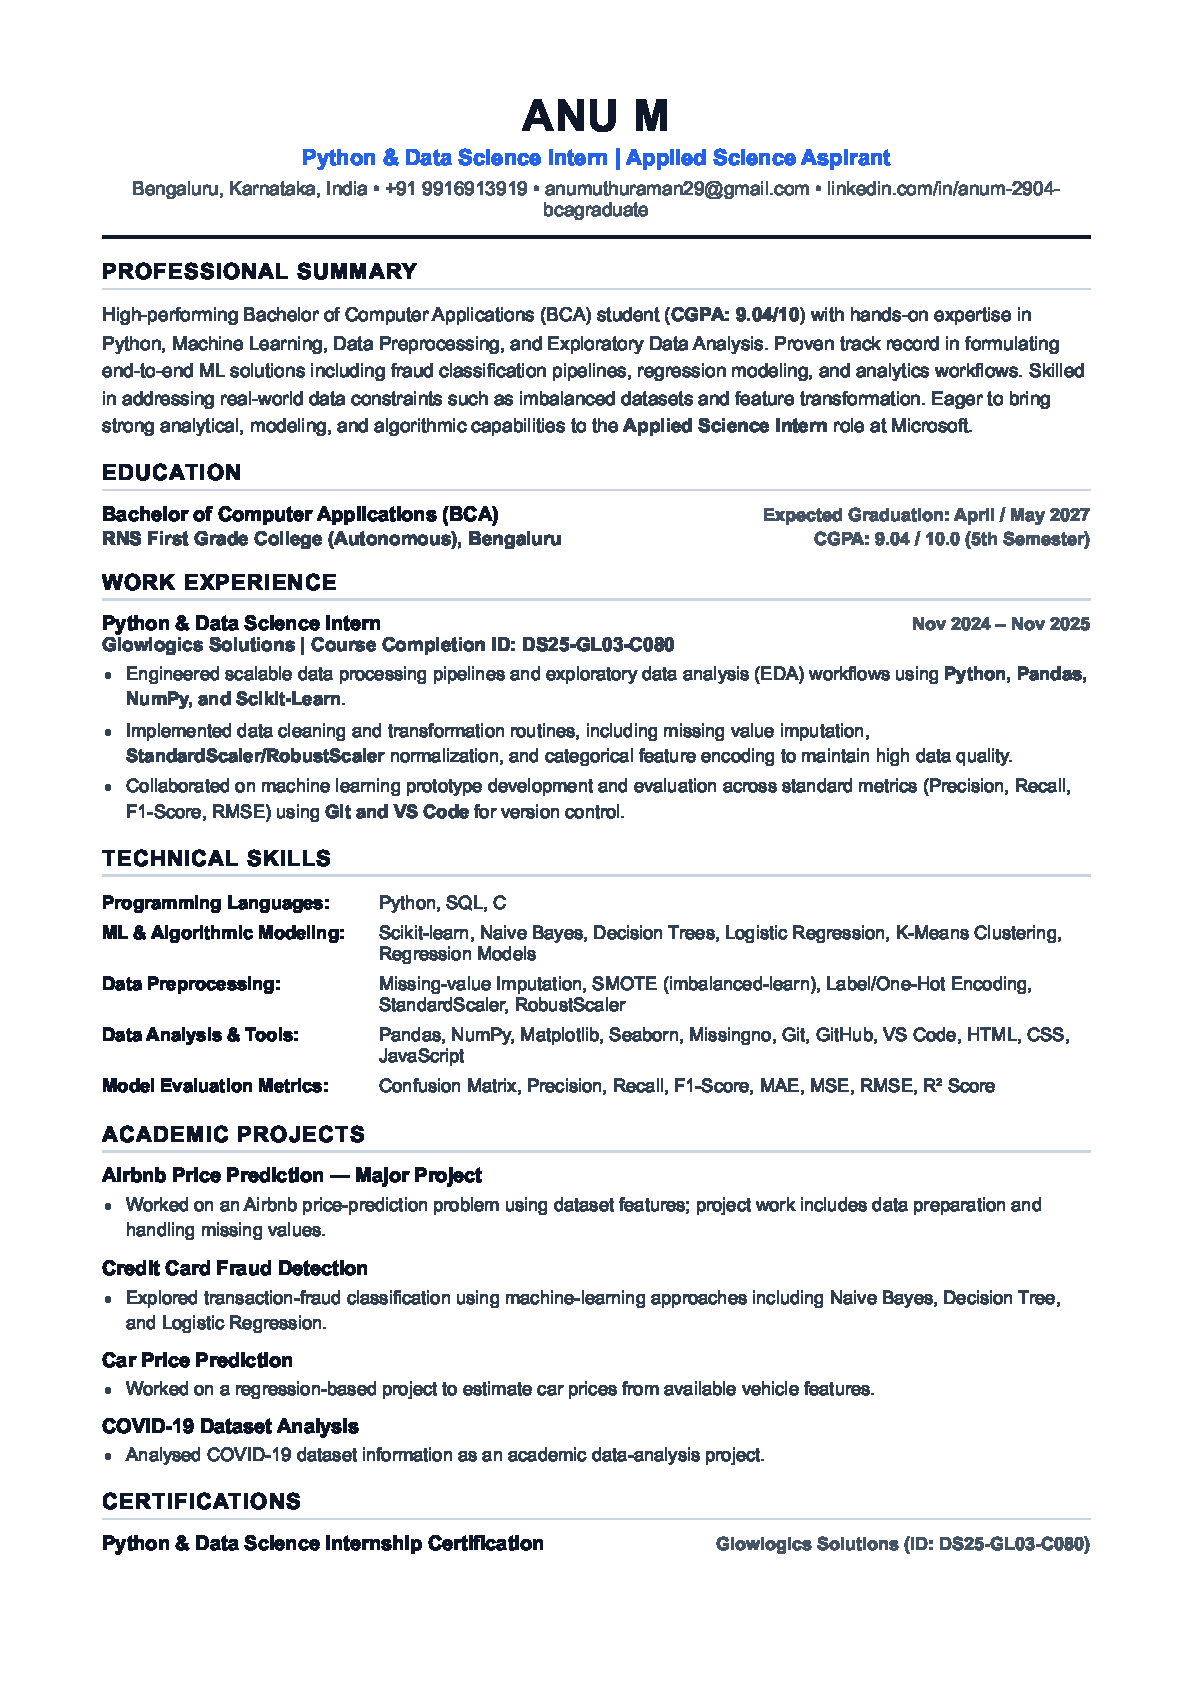 ANU M
Python & Data Science Intern | Applied Science Aspirant
Bengaluru, Karnataka, India • +91 9916913919 • anumuthuraman29@gmail.com • linkedin.com/in/anum-2904-
bcagraduate
PROFESSIONAL SUMMARY
High-performing Bachelor of Computer Applications (BCA) student (CGPA: 9.04/10) with hands-on expertise in
Python, Machine Learning, Data Preprocessing, and Exploratory Data Analysis. Proven track record in formulating
end-to-end ML solutions including fraud classification pipelines, regression modeling, and analytics workflows. Skilled
in addressing real-world data constraints such as imbalanced datasets and feature transformation. Eager to bring
strong analytical, modeling, and algorithmic capabilities to the Applied Science Intern role at Microsoft.
EDUCATION
Bachelor of Computer Applications (BCA) Expected Graduation: April / May 2027
RNS First Grade College (Autonomous), Bengaluru CGPA: 9.04 / 10.0 (5th Semester)
WORK EXPERIENCE
Python & Data Science Intern Nov 2024 – Nov 2025
Glowlogics Solutions | Course Completion ID: DS25-GL03-C080
• Engineered scalable data processing pipelines and exploratory data analysis (EDA) workflows using Python, Pandas,
NumPy, and Scikit-Learn.
• Implemented data cleaning and transformation routines, including missing value imputation,
StandardScaler/RobustScaler normalization, and categorical feature encoding to maintain high data quality.
• Collaborated on machine learning prototype development and evaluation across standard metrics (Precision, Recall,
F1-Score, RMSE) using Git and VS Code for version control.
TECHNICAL SKILLS
Programming Languages: Python, SQL, C
ML & Algorithmic Modeling: Scikit-learn, Naive Bayes, Decision Trees, Logistic Regression, K-Means Clustering,
Regression Models
Data Preprocessing: Missing-value Imputation, SMOTE (imbalanced-learn), Label/One-Hot Encoding,
StandardScaler, RobustScaler
Data Analysis & Tools: Pandas, NumPy, Matplotlib, Seaborn, Missingno, Git, GitHub, VS Code, HTML, CSS,
JavaScript
Model Evaluation Metrics: Confusion Matrix, Precision, Recall, F1-Score, MAE, MSE, RMSE, R² Score
ACADEMIC PROJECTS
Airbnb Price Prediction — Major Project
• Worked on an Airbnb price-prediction problem using dataset features; project work includes data preparation and
handling missing values.
Credit Card Fraud Detection
• Explored transaction-fraud classification using machine-learning approaches including Naive Bayes, Decision Tree,
and Logistic Regression.
Car Price Prediction
• Worked on a regression-based project to estimate car prices from available vehicle features.
COVID-19 Dataset Analysis
• Analysed COVID-19 dataset information as an academic data-analysis project.
CERTIFICATIONS
Python & Data Science Internship Certification Glowlogics Solutions (ID: DS25-GL03-C080)